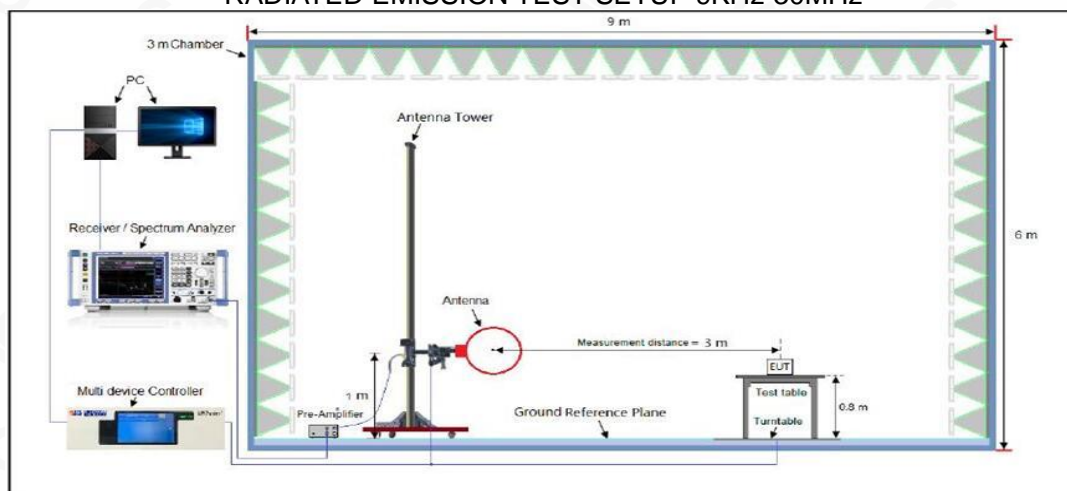 RADIATED EMISSION TEST SETUP 9KHz-30MHz
9 m
3 m Chamber
PC
Antenna Tower
Receiver / Spectrum Analyzer
6 m
Antenna
Measurement distance = 3 m
EUT
Multi device Controller
1 m
Test table
0.8 m
Pre-Amplifier
Ground Reference Plane
Turntable